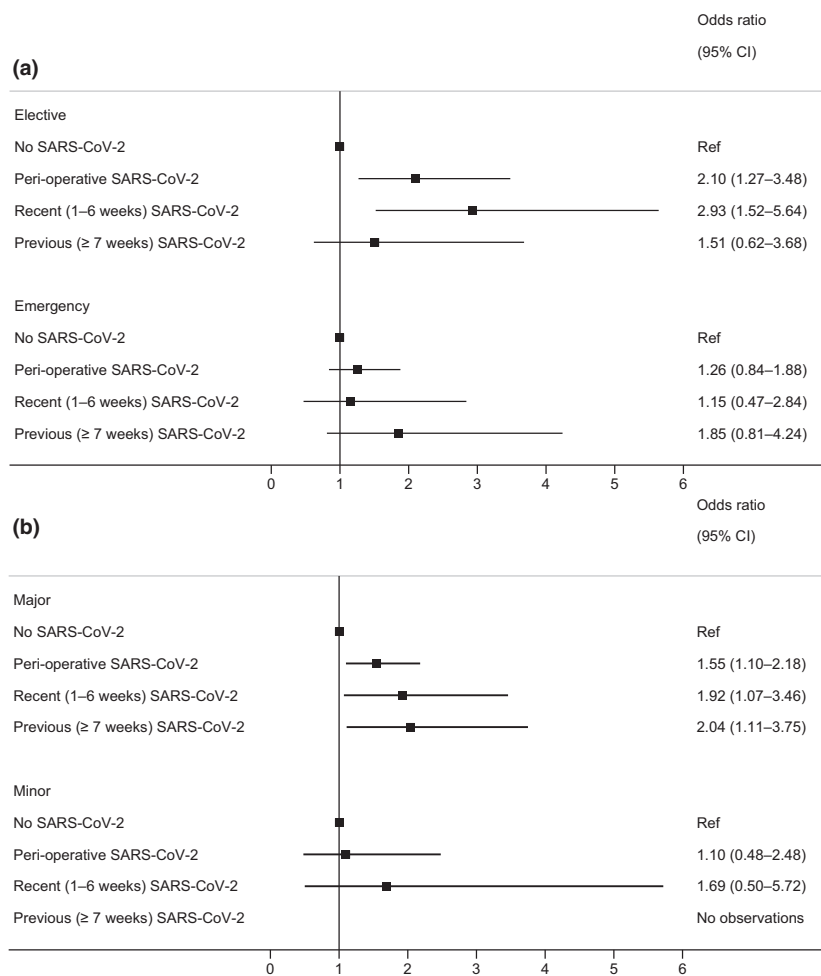 Odds ratio
(95% CI)
(a)
Elective
No SARS-CoV-2 Ref
Peri-operative SARS-CoV-2 2.10 (1.27–3.48)
Recent (1–6 weeks) SARS-CoV-2 2.93 (1.52–5.64)
Previous (≥ 7 weeks) SARS-CoV-2 1.51 (0.62–3.68)
Emergency
No SARS-CoV-2 Ref
Peri-operative SARS-CoV-2 1.26 (0.84–1.88)
Recent (1–6 weeks) SARS-CoV-2 1.15 (0.47–2.84)
Previous (≥ 7 weeks) SARS-CoV-2 1.85 (0.81–4.24)
0 1 2 3 4 5 6
Odds ratio
(b)
(95% CI)
Major
No SARS-CoV-2 Ref
Peri-operative SARS-CoV-2 1.55 (1.10–2.18)
Recent (1–6 weeks) SARS-CoV-2 1.92 (1.07–3.46)
Previous (≥ 7 weeks) SARS-CoV-2 2.04 (1.11–3.75)
Minor
No SARS-CoV-2 Ref
Peri-operative SARS-CoV-2 1.10 (0.48–2.48)
Recent (1–6 weeks) SARS-CoV-2 1.69 (0.50–5.72)
Previous (≥ 7 weeks) SARS-CoV-2 No observations
0 1 2 3 4 5 6